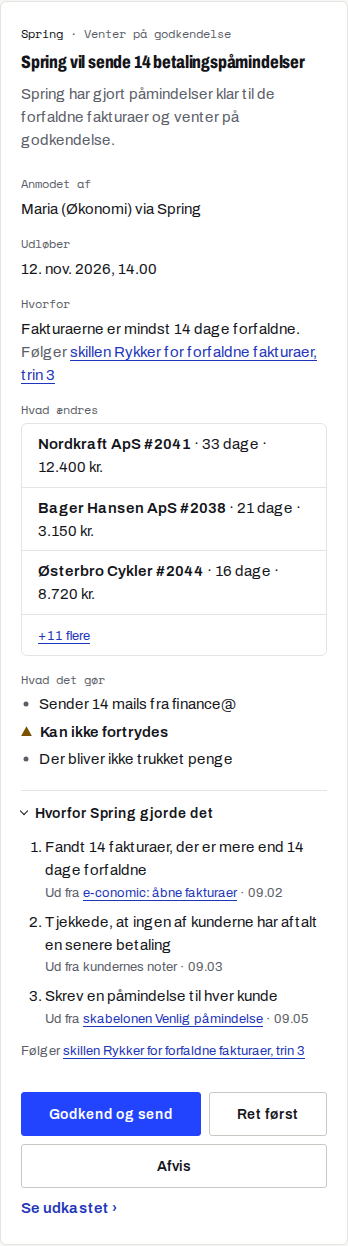 Spring · Venter på godkendelse
Spring vil sende 14 betalingspåmindelser
Spring har gjort påmindelser klar til de
forfaldne fakturaer og venter på
godkendelse.
Anmodet af
Maria (Økonomi) via Spring
Udløber
12. nov. 2026, 14.00
Hvorfor
Fakturaerne er mindst 14 dage forfaldne.
Følger skillen Rykker for forfaldne fakturaer,
trin 3
Hvad ændres
Nordkraft ApS #2041 · 33 dage ·
12.400 kr.
Bager Hansen ApS #2038 · 21 dage ·
3.150 kr.
Østerbro Cykler #2044 · 16 dage ·
8.720 kr.
+11 flere
Hvad det gør
• Sender 14 mails fra finance@
▲ Kan ikke fortrydes
• Der bliver ikke trukket penge
Hvorfor Spring gjorde det
1. Fandt 14 fakturaer, der er mere end 14
dage forfaldne
Ud fra e-conomic: åbne fakturaer · 09.02
2. Tjekkede, at ingen af kunderne har aftalt
en senere betaling
Ud fra kundernes noter · 09.03
3. Skrev en påmindelse til hver kunde
Ud fra skabelonen Venlig påmindelse · 09.05
Følger skillen Rykker for forfaldne fakturaer, trin 3
Godkend og send
Ret først
Afvis
Se udkastet ›